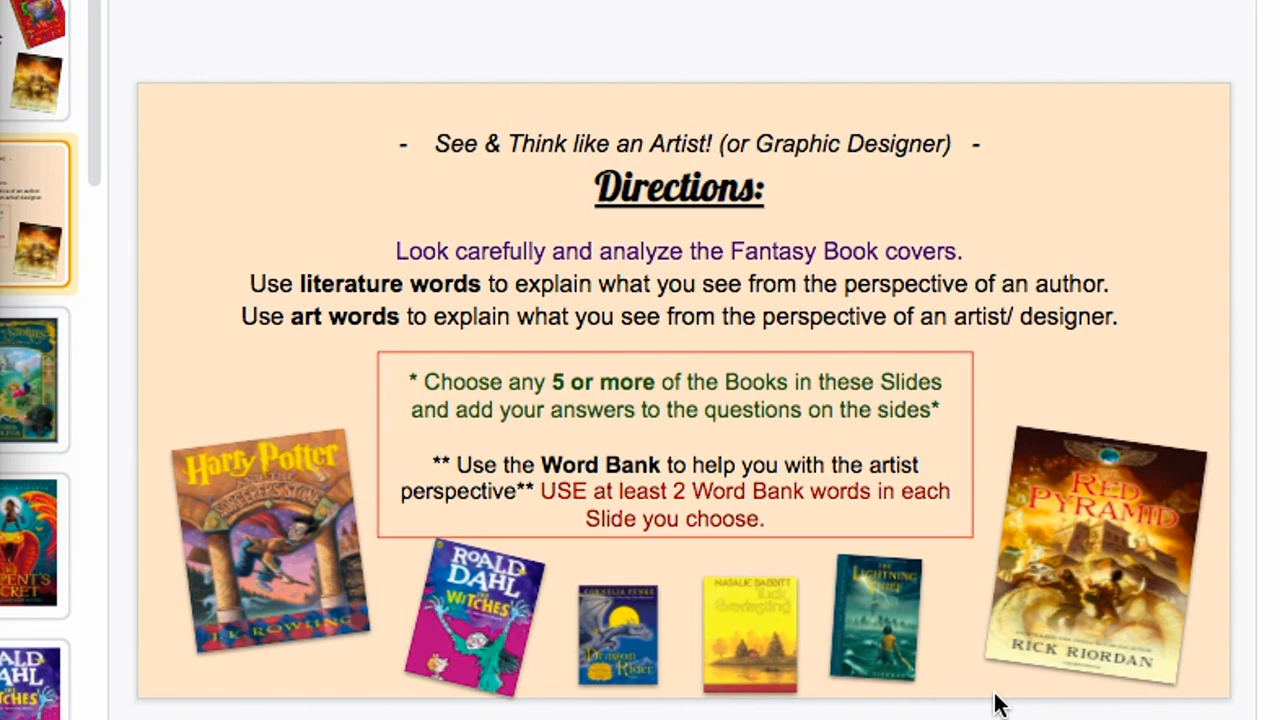 - See & Think like an Artist! (or Graphic Designer) -
Directions:
Look carefully and analyze the Fantasy Book covers.
Use literature words to explain what you see from the perspective of an author.
Use art words to explain what you see from the perspective of an artist/ designer.
* Choose any 5 or more of the Books in these Slides
and add your answers to the questions on the sides*
** Use the Word Bank to help you with the artist
perspective** USE at least 2 Word Bank words in each
Slide you choose.
Harry Potter
AND THE
SORCERER'S STONE
J.K. ROWLING
ROALD
DAHL
THE
WITCHES
CORNELIA FUNKE
Dragon
Rider
NATALIE BABBITT
Tuck
Everlasting
THE
LIGHTNING
THIEF
RED
PYRAMID
RICK RIORDAN